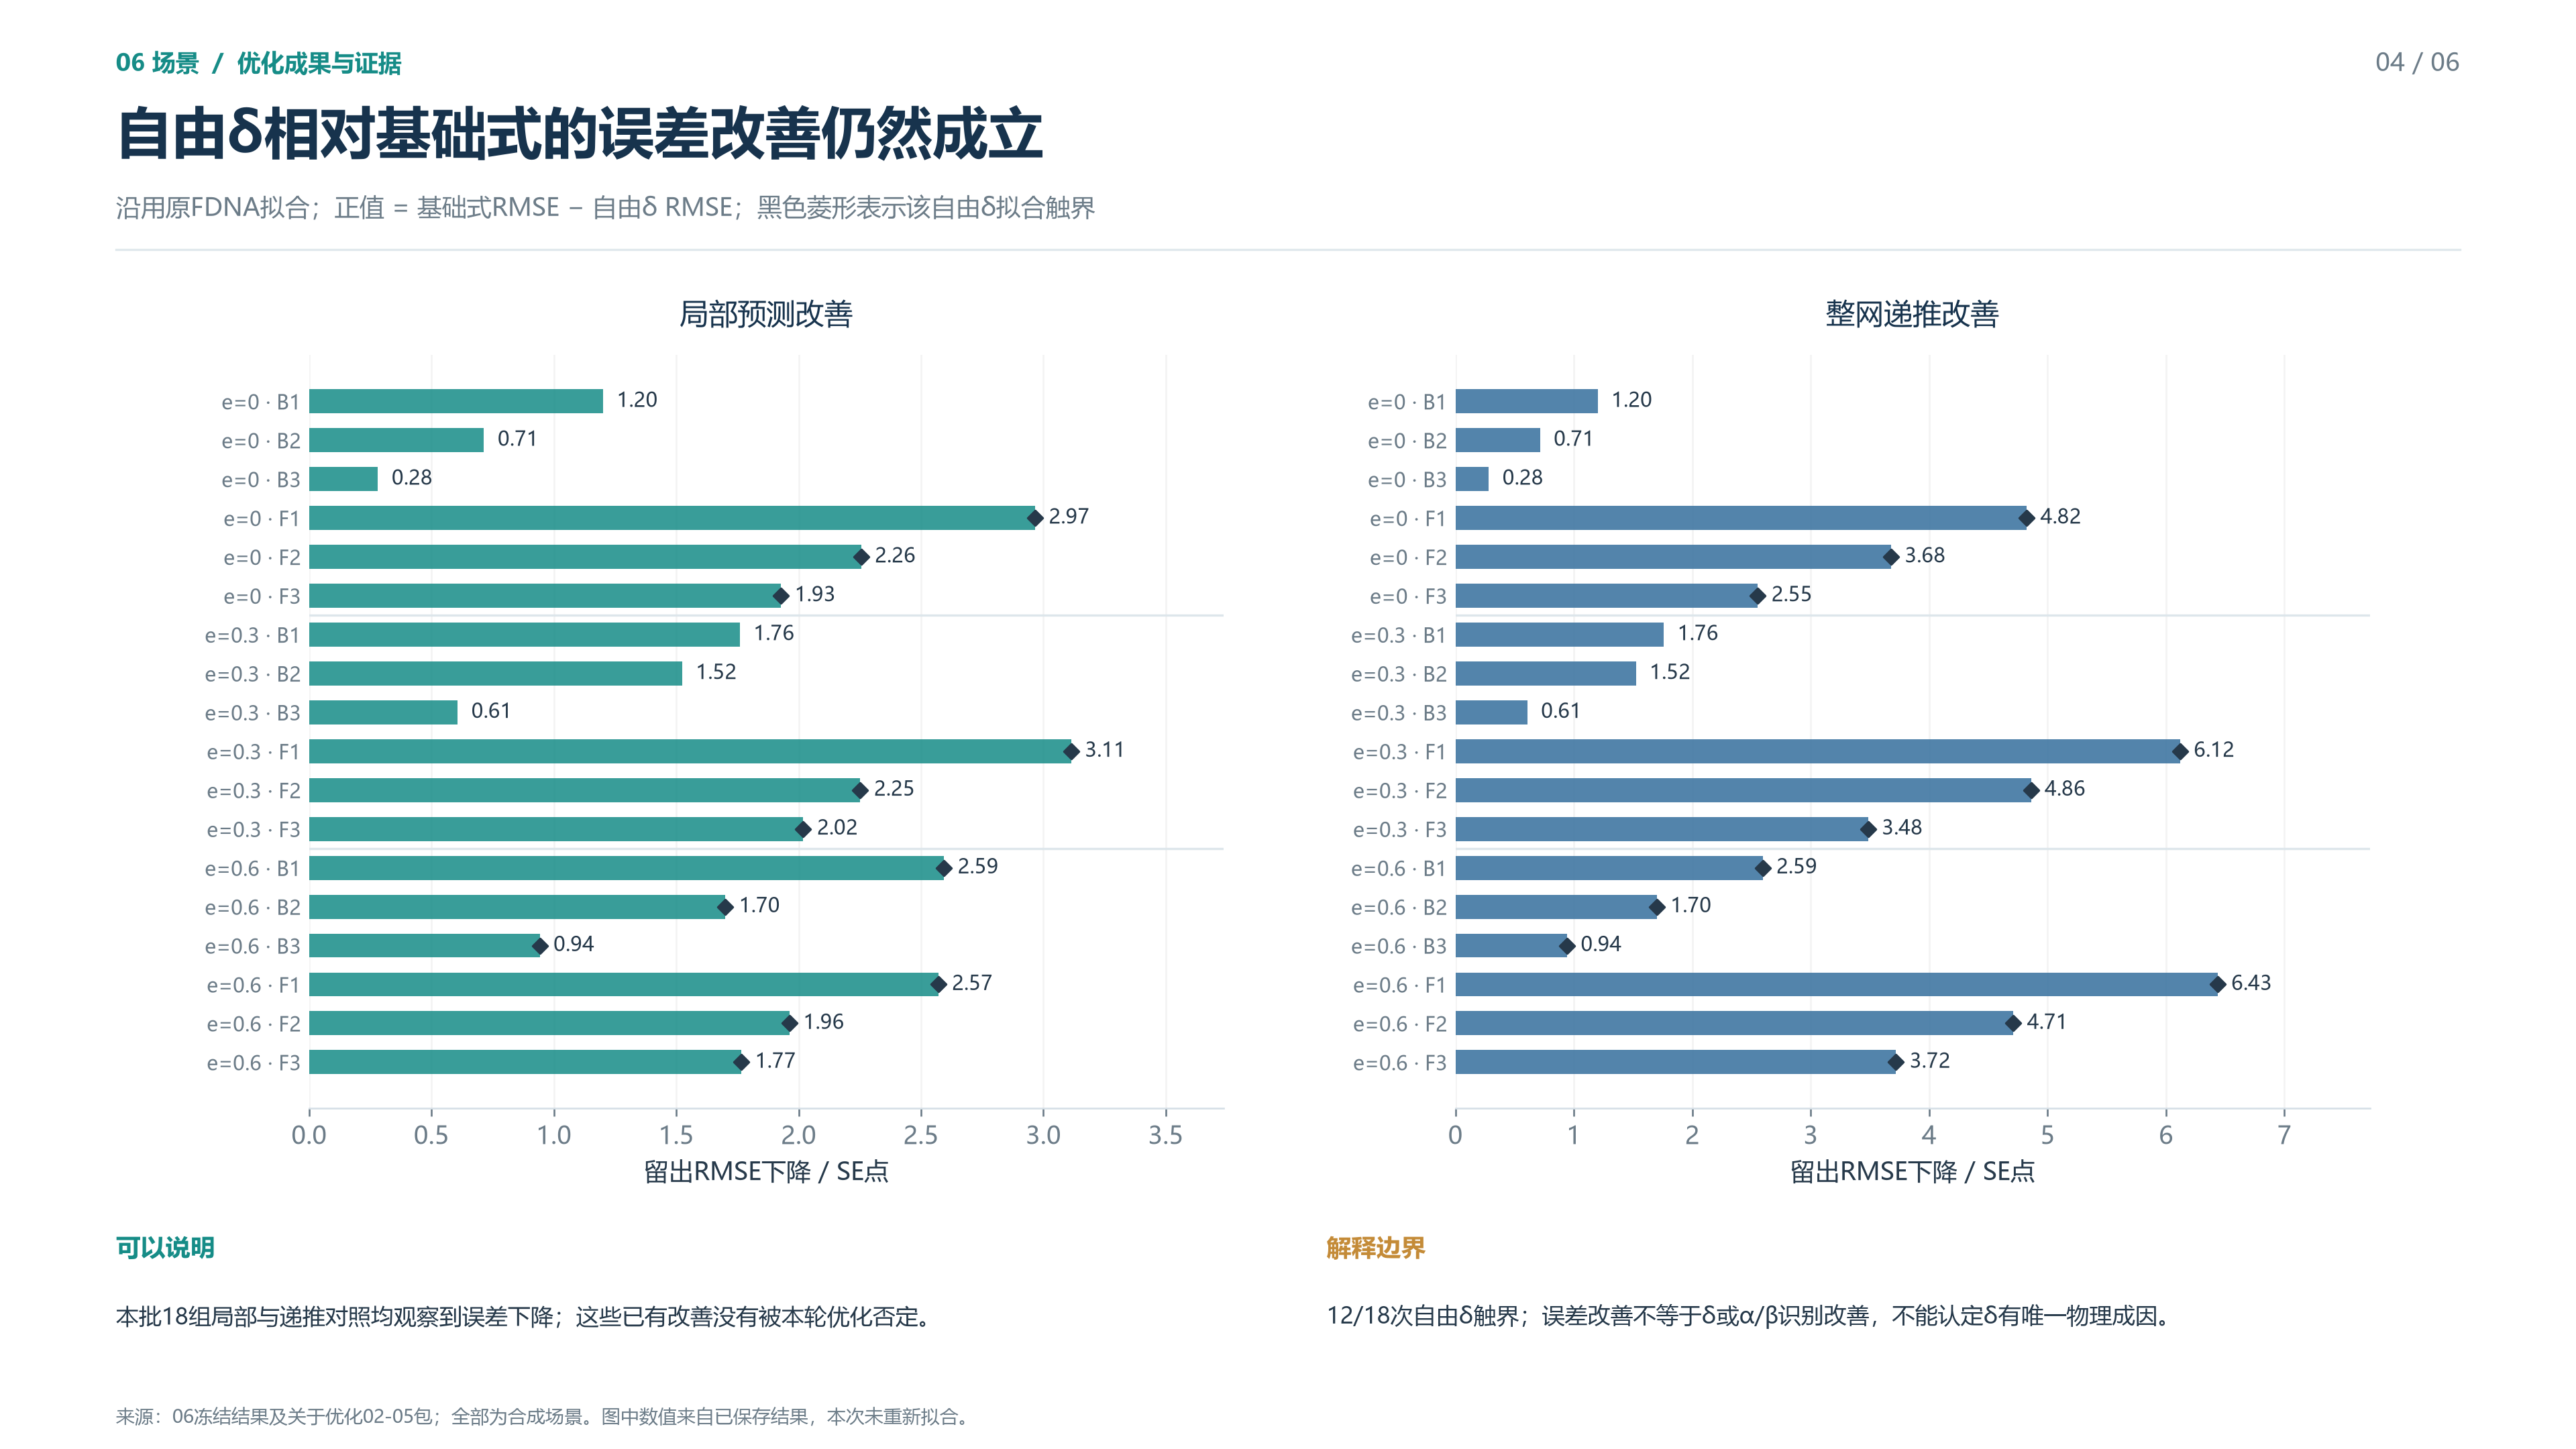 06 场景 / 优化成果与证据
04 / 06
自由δ相对基础式的误差改善仍然成立
沿用原FDNA拟合；正值 = 基础式RMSE − 自由δ RMSE；黑色菱形表示该自由δ拟合触界
局部预测改善
e=0 · B1 1.20
e=0 · B2 0.71
e=0 · B3 0.28
e=0 · F1 2.97
e=0 · F2 2.26
e=0 · F3 1.93
e=0.3 · B1 1.76
e=0.3 · B2 1.52
e=0.3 · B3 0.61
e=0.3 · F1 3.11
e=0.3 · F2 2.25
e=0.3 · F3 2.02
e=0.6 · B1 2.59
e=0.6 · B2 1.70
e=0.6 · B3 0.94
e=0.6 · F1 2.57
e=0.6 · F2 1.96
e=0.6 · F3 1.77
0.0 0.5 1.0 1.5 2.0 2.5 3.0 3.5
留出RMSE下降 / SE点
整网递推改善
e=0 · B1 1.20
e=0 · B2 0.71
e=0 · B3 0.28
e=0 · F1 4.82
e=0 · F2 3.68
e=0 · F3 2.55
e=0.3 · B1 1.76
e=0.3 · B2 1.52
e=0.3 · B3 0.61
e=0.3 · F1 6.12
e=0.3 · F2 4.86
e=0.3 · F3 3.48
e=0.6 · B1 2.59
e=0.6 · B2 1.70
e=0.6 · B3 0.94
e=0.6 · F1 6.43
e=0.6 · F2 4.71
e=0.6 · F3 3.72
0 1 2 3 4 5 6 7
留出RMSE下降 / SE点
可以说明
本批18组局部与递推对照均观察到误差下降；这些已有改善没有被本轮优化否定。
解释边界
12/18次自由δ触界；误差改善不等于δ或α/β识别改善，不能认定δ有唯一物理成因。
来源：06冻结结果及关于优化02-05包；全部为合成场景。图中数值来自已保存结果，本次未重新拟合。